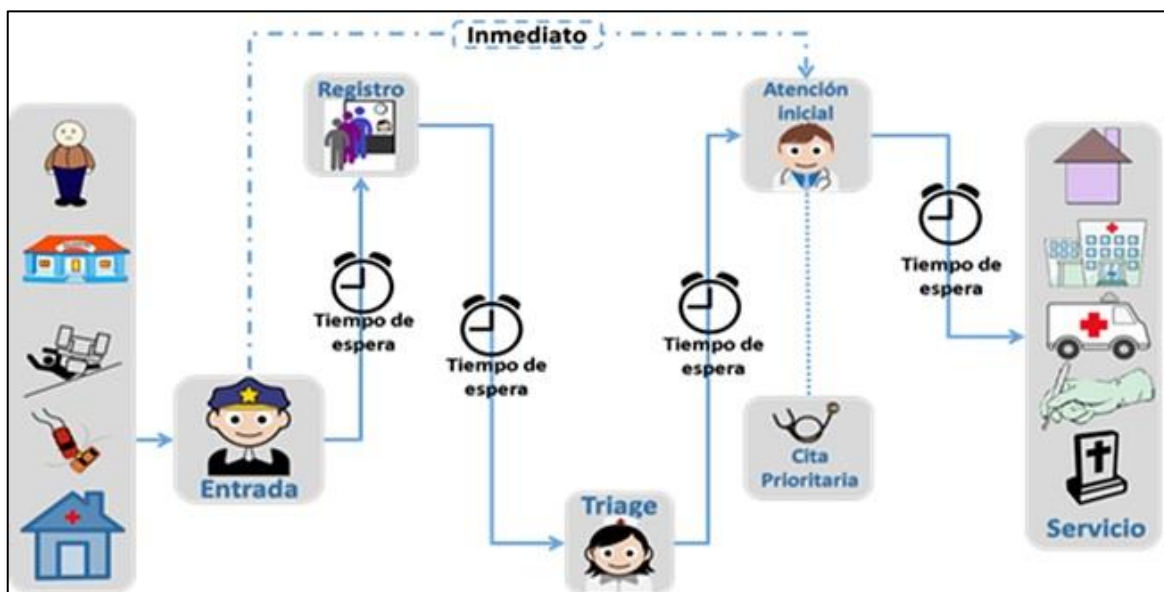 Inmediato
Registro
Tiempo de
espera
Entrada
Tiempo de
espera
Triage
Tiempo de
espera
Atención
inicial
Cita
Prioritaria
Tiempo de
espera
Servicio